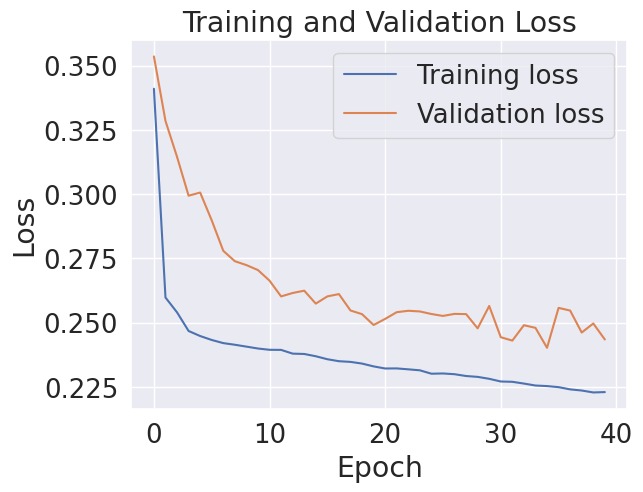 Training and Validation Loss
Training loss
Validation loss
0.350
0.325
0.300
0.275
0.250
0.225
Loss
0 10 20 30 40
Epoch